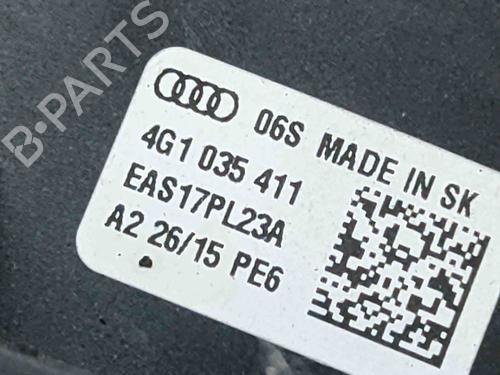 B-PARTS
06S MADE IN SK
4G1 035 411
EAS17PL23A
A2 26/15 PE6